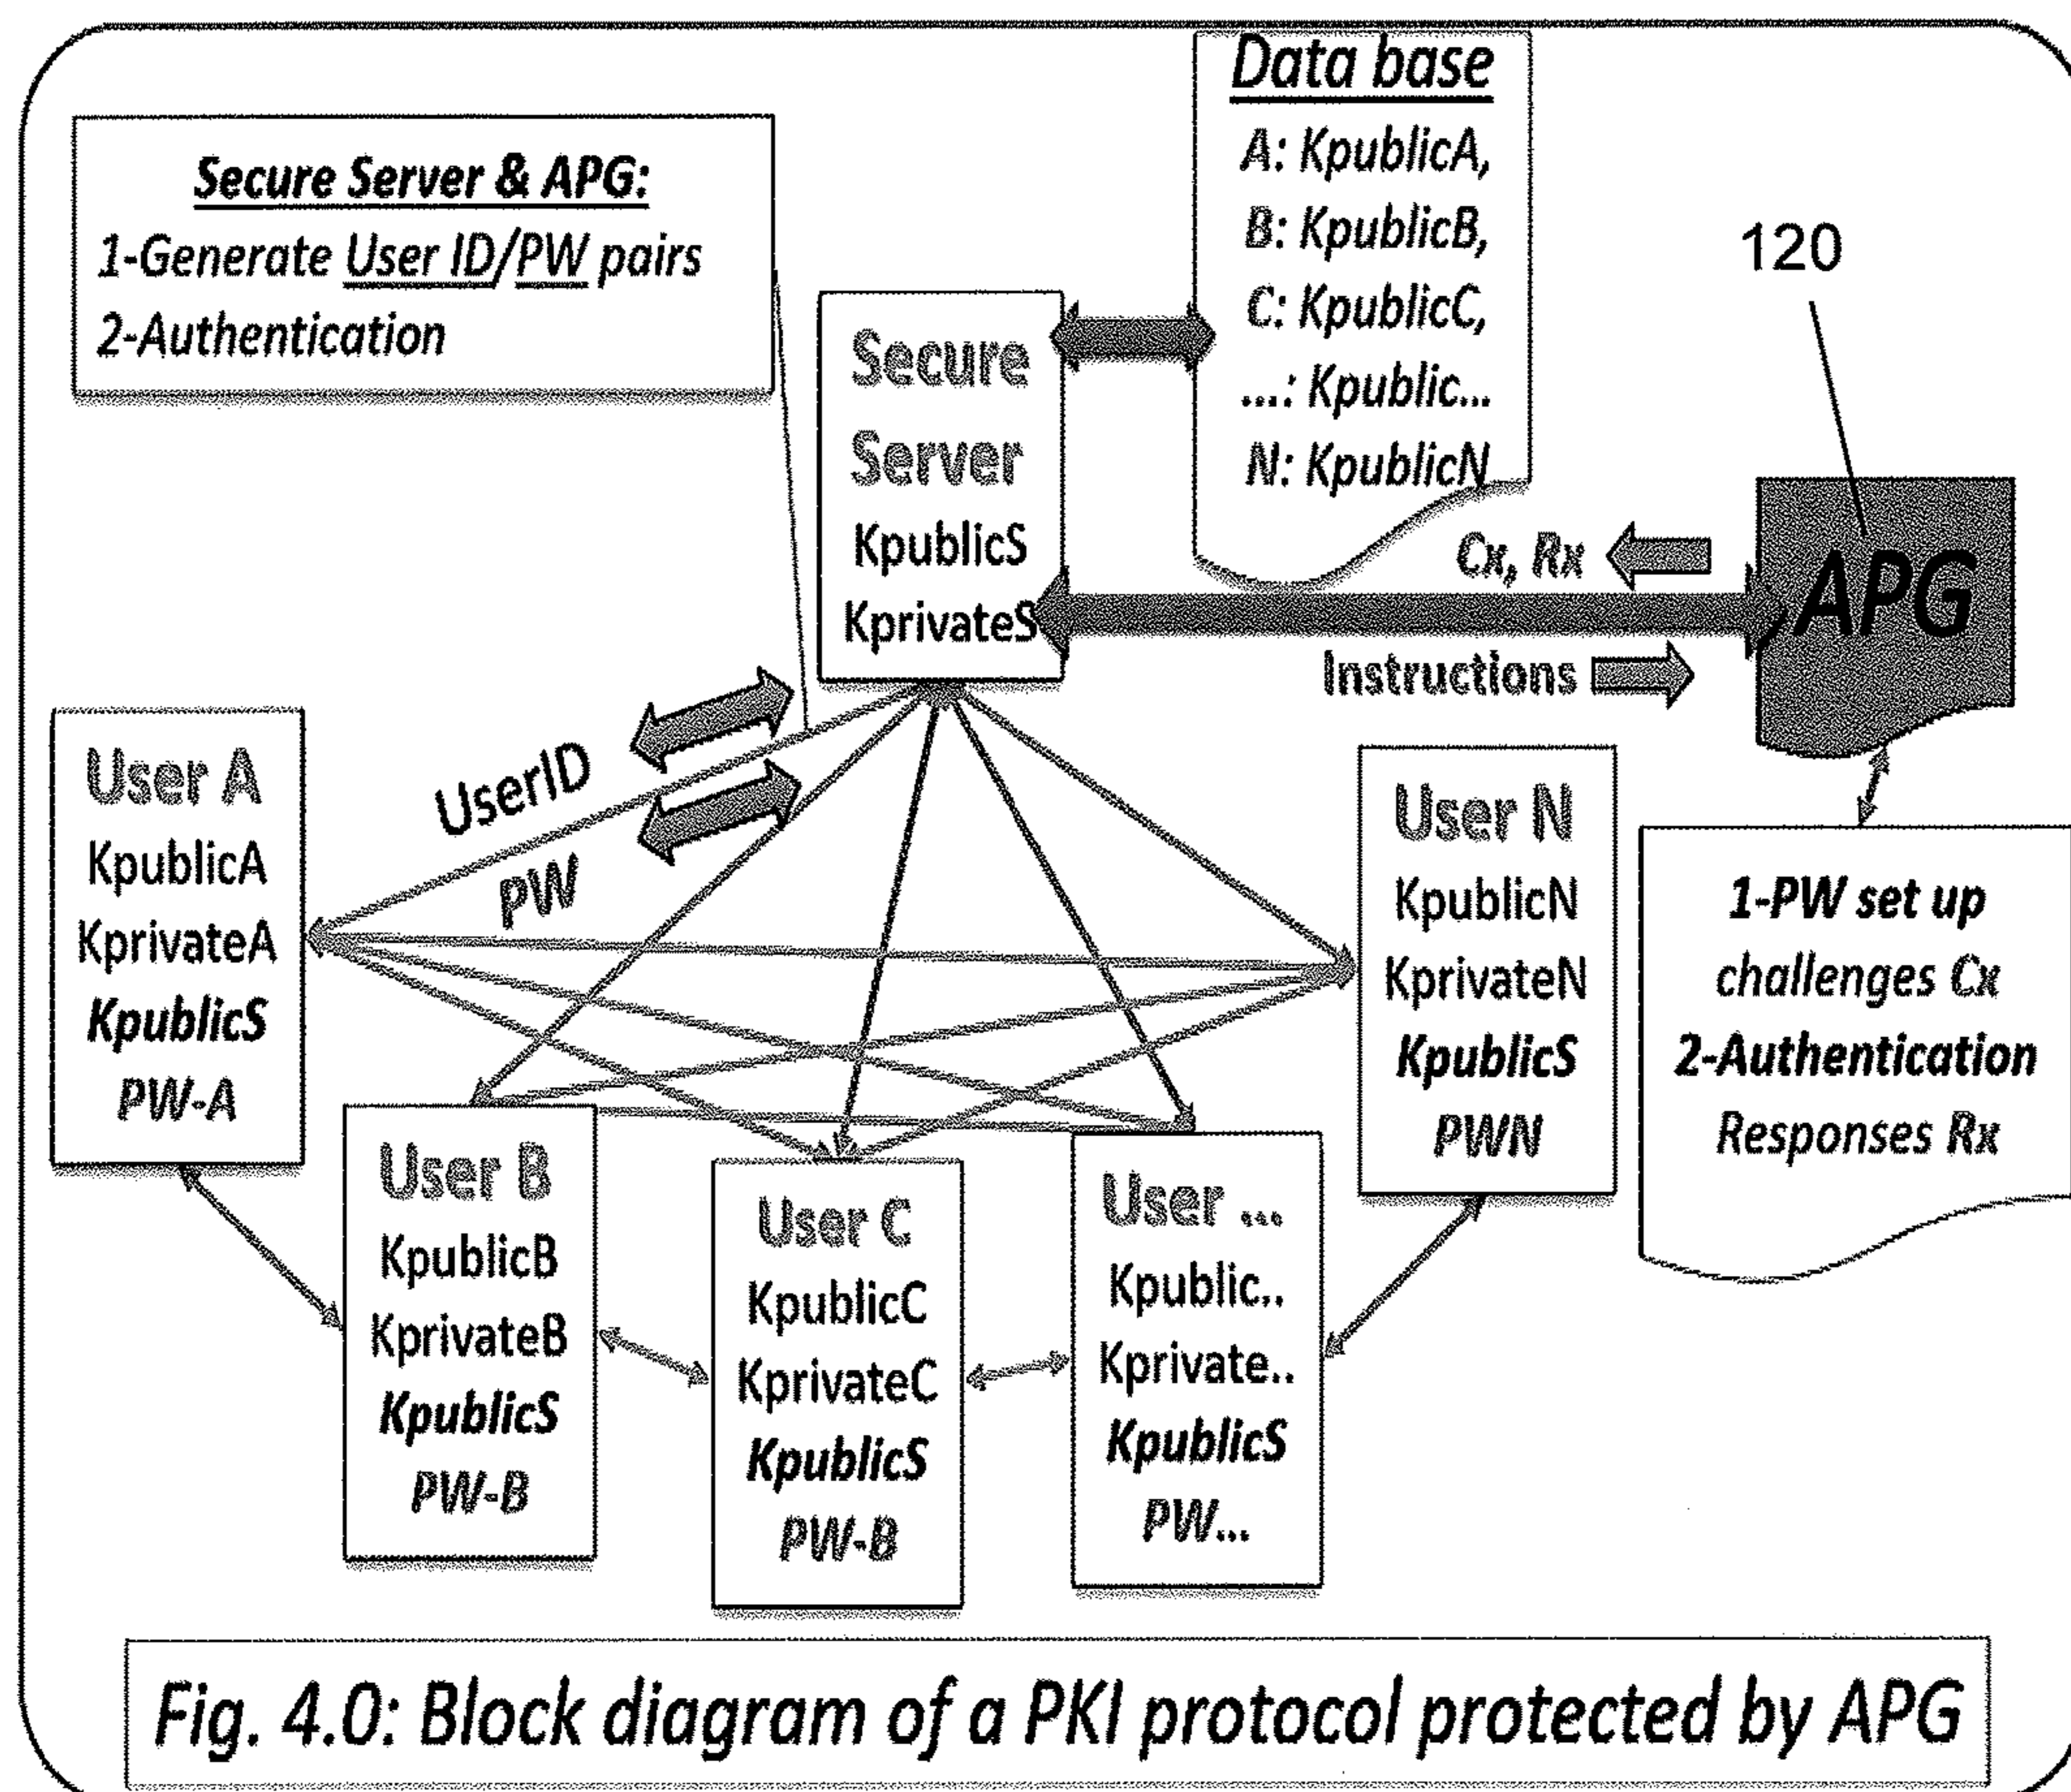 Data base
A: KpublicA,
B: KpublicB,
C: KpublicC,
...: Kpublic...
N: KpublicN
Secure Server & APG:
1-Generate User ID/PW pairs
2-Authentication
120
Secure
Server
KpublicS
KprivateS
Cx, Rx
APG
Instructions
UserID
PW
User A
KpublicA
KprivateA
KpublicS
PW-A
User B
KpublicB
KprivateB
KpublicS
PW-B
User C
KpublicC
KprivateC
KpublicS
PW-B
User ...
Kpublic..
Kprivate..
KpublicS
PW...
User N
KpublicN
KprivateN
KpublicS
PWN
1-PW set up
challenges Cx
2-Authentication
Responses Rx
Fig. 4.0: Block diagram of a PKI protocol protected by APG